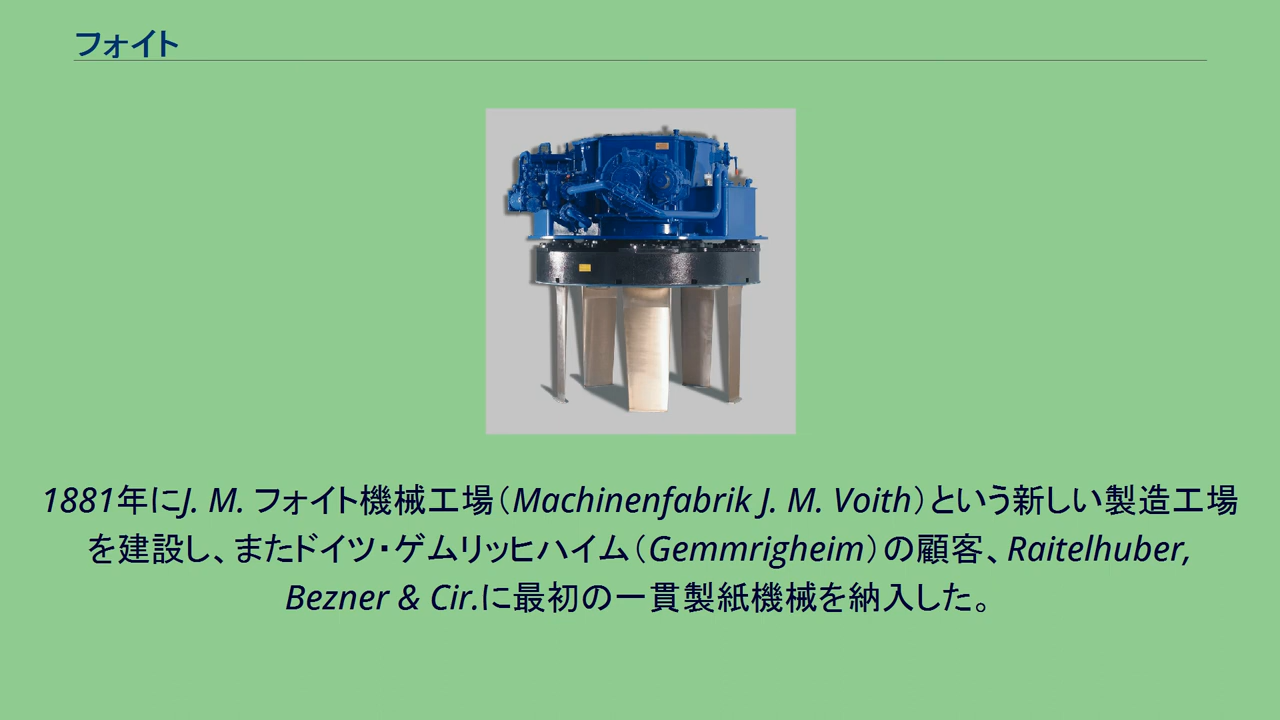 フォイト
1881年にJ. M. フォイト機械工場（Machinenfabrik J. M. Voith）という新しい製造工場
を建設し、またドイツ・ゲムリッヒハイム（Gemmrigheim）の顧客、Raitelhuber,
Bezner & Cir.に最初の一貫製紙機械を納入した。